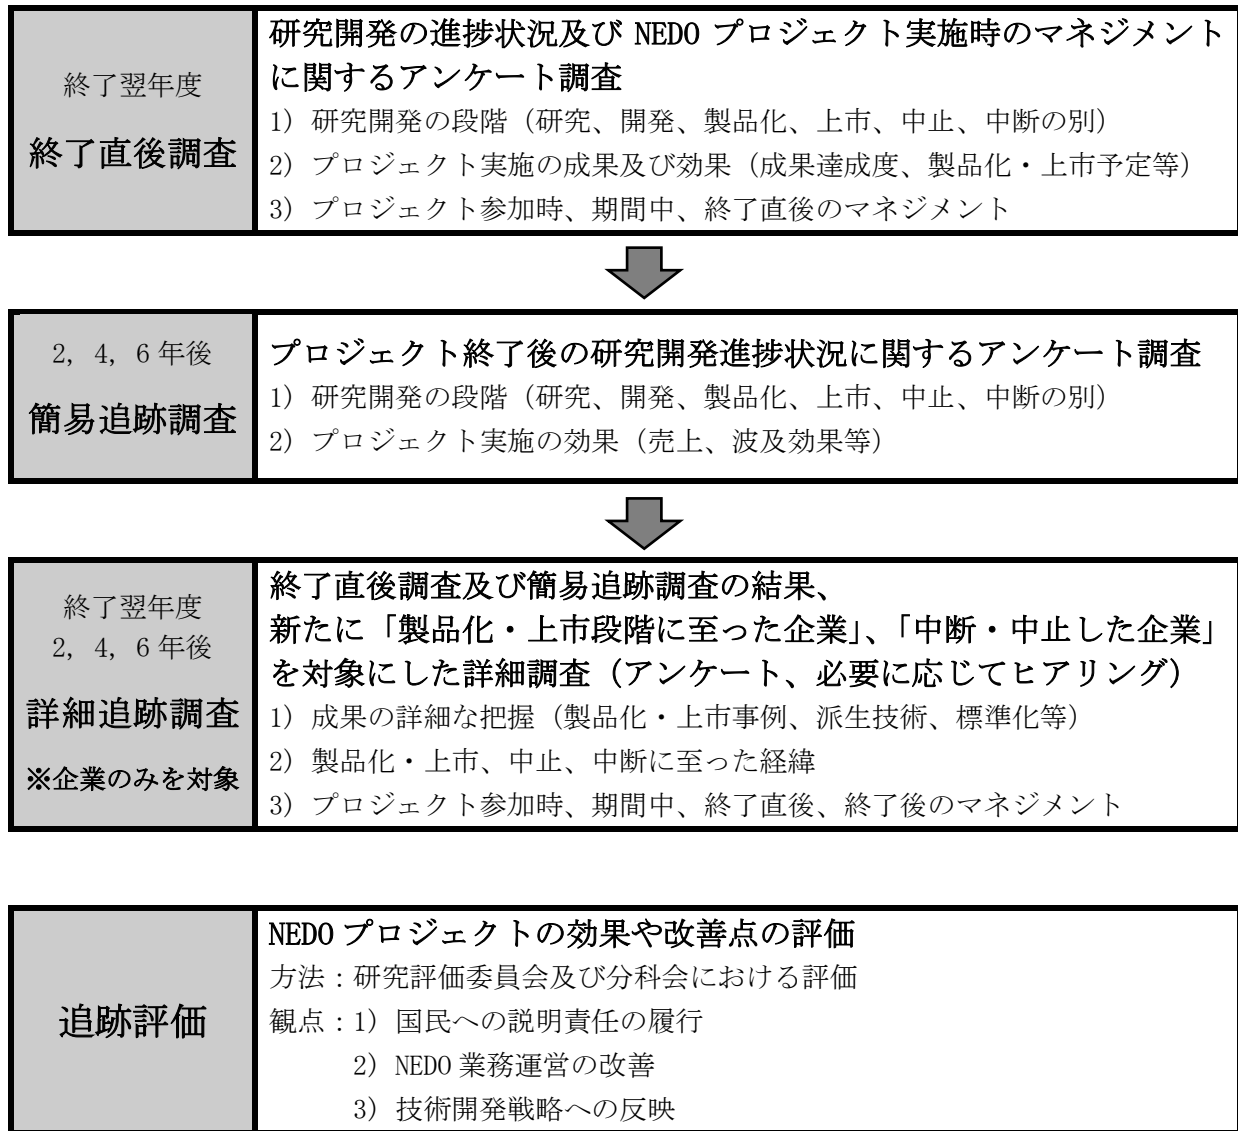 終了翌年度
終了直後調査
研究開発の進捗状況及び NEDO プロジェクト実施時のマネジメント
に関するアンケート調査
1) 研究開発の段階（研究、開発、製品化、上市、中止、中断の別）
2) プロジェクト実施の成果及び効果（成果達成度、製品化・上市予定等）
3) プロジェクト参加時、期間中、終了直後のマネジメント
2, 4, 6 年後
簡易追跡調査
プロジェクト終了後の研究開発進捗状況に関するアンケート調査
1) 研究開発の段階（研究、開発、製品化、上市、中止、中断の別）
2) プロジェクト実施の効果（売上、波及効果等）
終了翌年度
2, 4, 6 年後
詳細追跡調査
※企業のみを対象
終了直後調査及び簡易追跡調査の結果、
新たに「製品化・上市段階に至った企業」、「中断・中止した企業」
を対象にした詳細調査（アンケート、必要に応じてヒアリング）
1) 成果の詳細な把握（製品化・上市事例、派生技術、標準化等）
2) 製品化・上市、中止、中断に至った経緯
3) プロジェクト参加時、期間中、終了直後、終了後のマネジメント
追跡評価
NEDO プロジェクトの効果や改善点の評価
方法：研究評価委員会及び分科会における評価
観点：1) 国民への説明責任の履行
2) NEDO 業務運営の改善
3) 技術開発戦略への反映